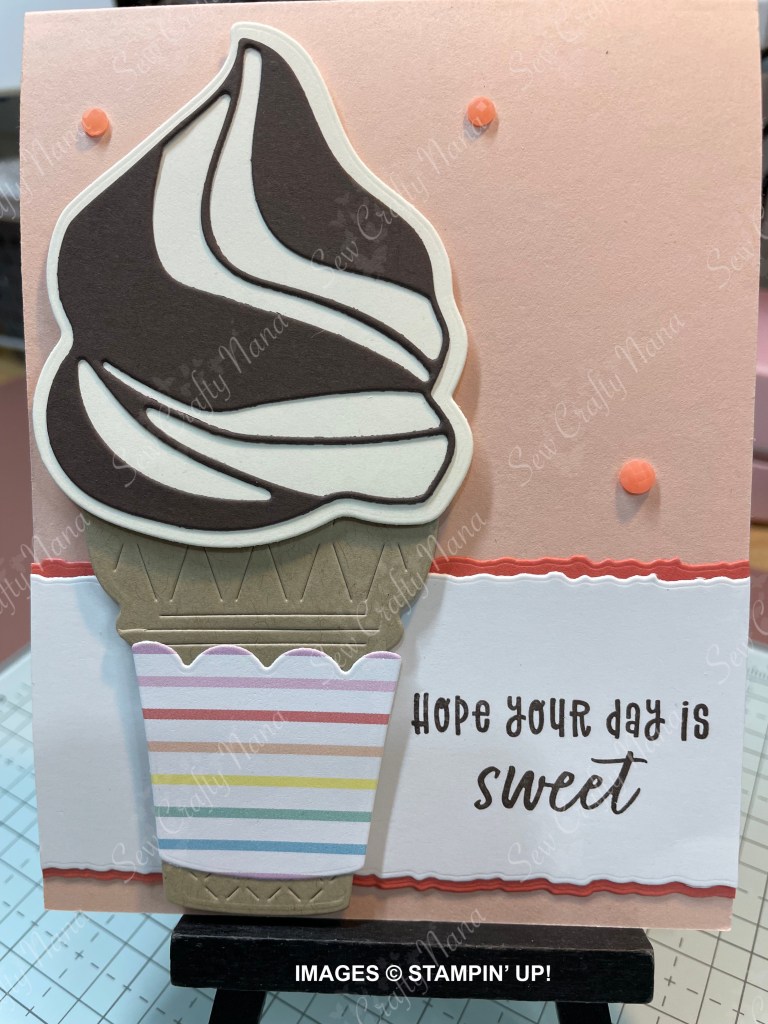 Hope your day is
sweet
IMAGES © STAMPIN' UP!
Sew Crafty Nana